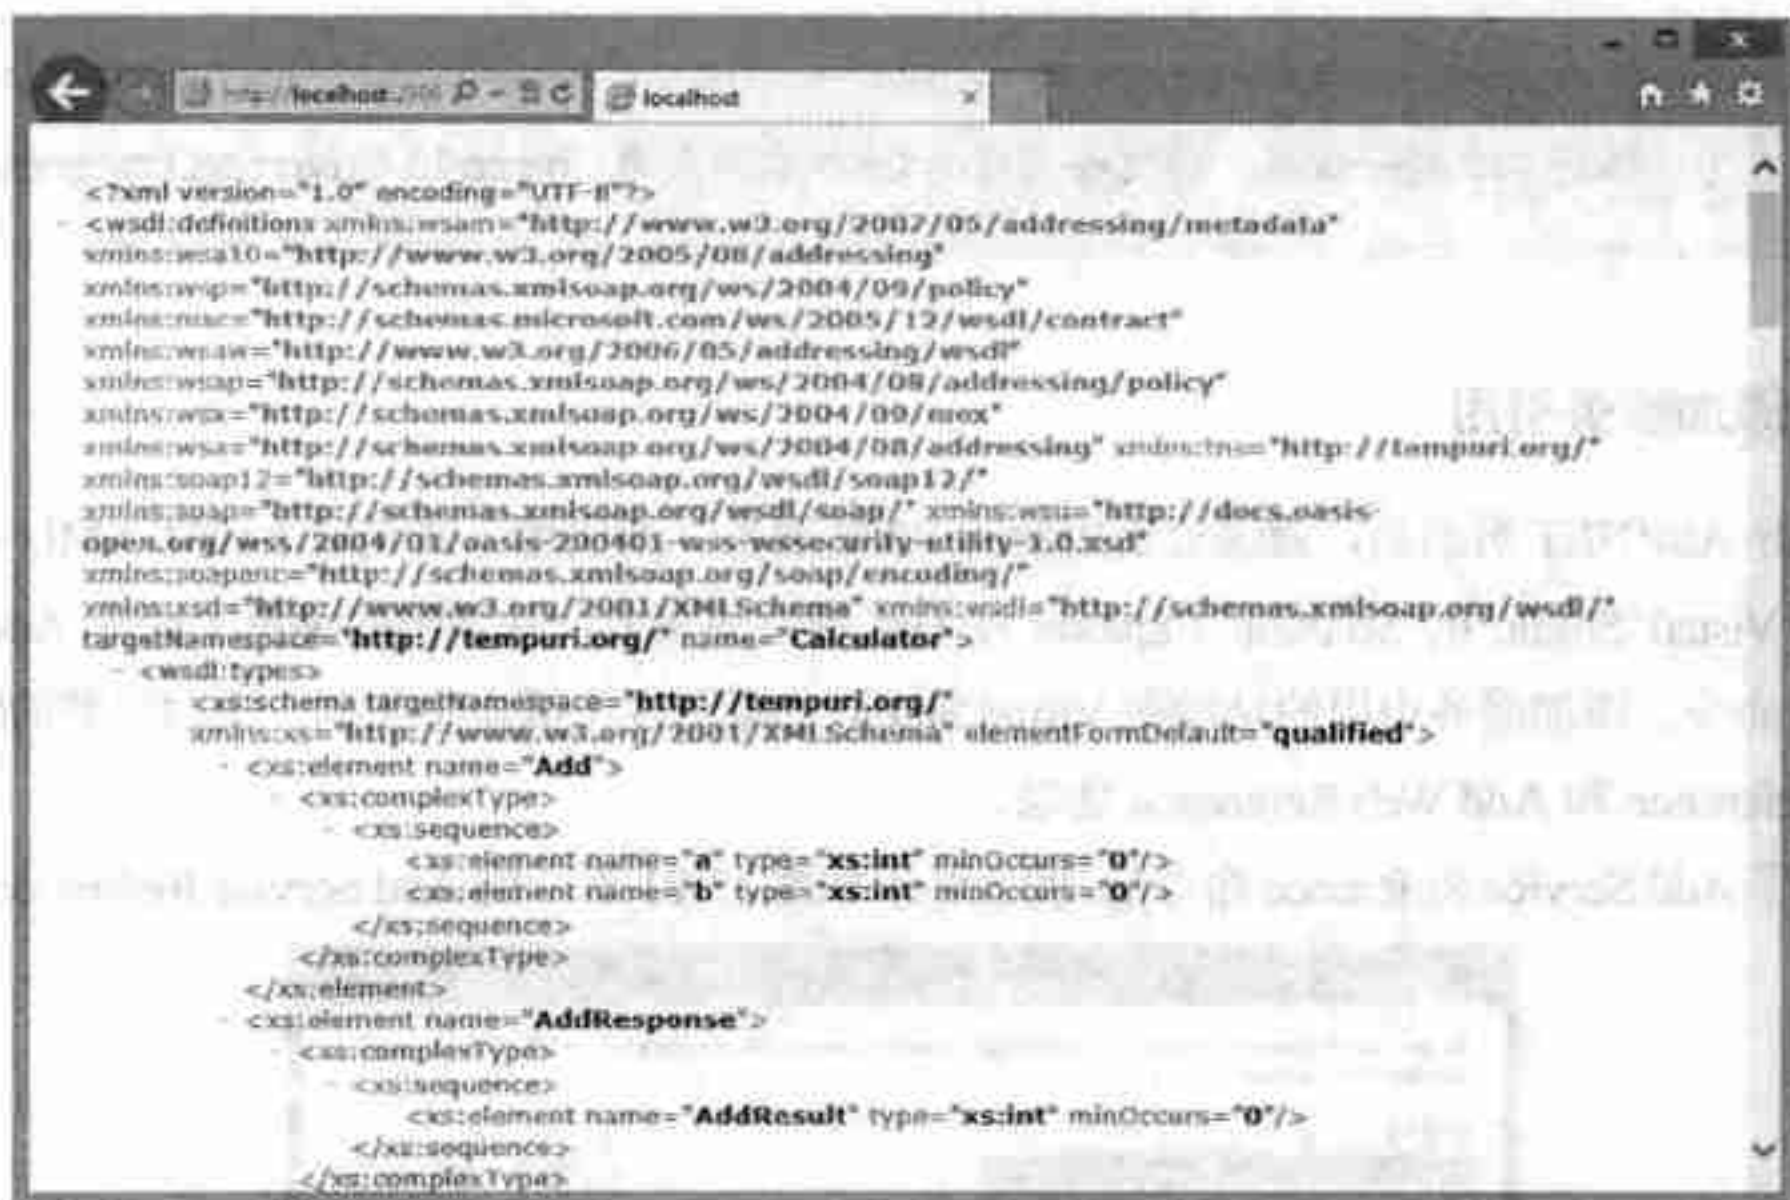 localhost
<?xml version="1.0" encoding="UTF-8"?>
- <wsdl:definitions xmlns:wsam="http://www.w3.org/2007/05/addressing/metadata"
xmlns:wsa10="http://www.w3.org/2005/08/addressing"
xmlns:wsp="http://schemas.xmlsoap.org/ws/2004/09/policy"
xmlns:msc="http://schemas.microsoft.com/ws/2005/12/wsdl/contract"
xmlns:wsaw="http://www.w3.org/2006/05/addressing/wsdl"
xmlns:wsap="http://schemas.xmlsoap.org/ws/2004/08/addressing/policy"
xmlns:wsx="http://schemas.xmlsoap.org/ws/2004/09/mex"
xmlns:wsa="http://schemas.xmlsoap.org/ws/2004/08/addressing" xmlns:tns="http://tempuri.org/"
xmlns:soap12="http://schemas.xmlsoap.org/wsdl/soap12/"
xmlns:soap="http://schemas.xmlsoap.org/wsdl/soap/" xmlns:wsu="http://docs.oasis-
open.org/wss/2004/01/oasis-200401-wss-wssecurity-utility-1.0.xsd"
xmlns:soapenc="http://schemas.xmlsoap.org/soap/encoding/"
xmlns:xsd="http://www.w3.org/2001/XMLSchema" xmlns:wsdl="http://schemas.xmlsoap.org/wsdl/"
targetNamespace="http://tempuri.org/" name="Calculator">
- <wsdl:types>
- <xs:schema targetNamespace="http://tempuri.org/"
xmlns:xs="http://www.w3.org/2001/XMLSchema" elementFormDefault="qualified">
- <xs:element name="Add">
- <xs:complexType>
- <xs:sequence>
<xs:element name="a" type="xs:int" minOccurs="0"/>
<xs:element name="b" type="xs:int" minOccurs="0"/>
</xs:sequence>
</xs:complexType>
</xs:element>
- <xs:element name="AddResponse">
- <xs:complexType>
- <xs:sequence>
<xs:element name="AddResult" type="xs:int" minOccurs="0"/>
</xs:sequence>
</xs:complexType>